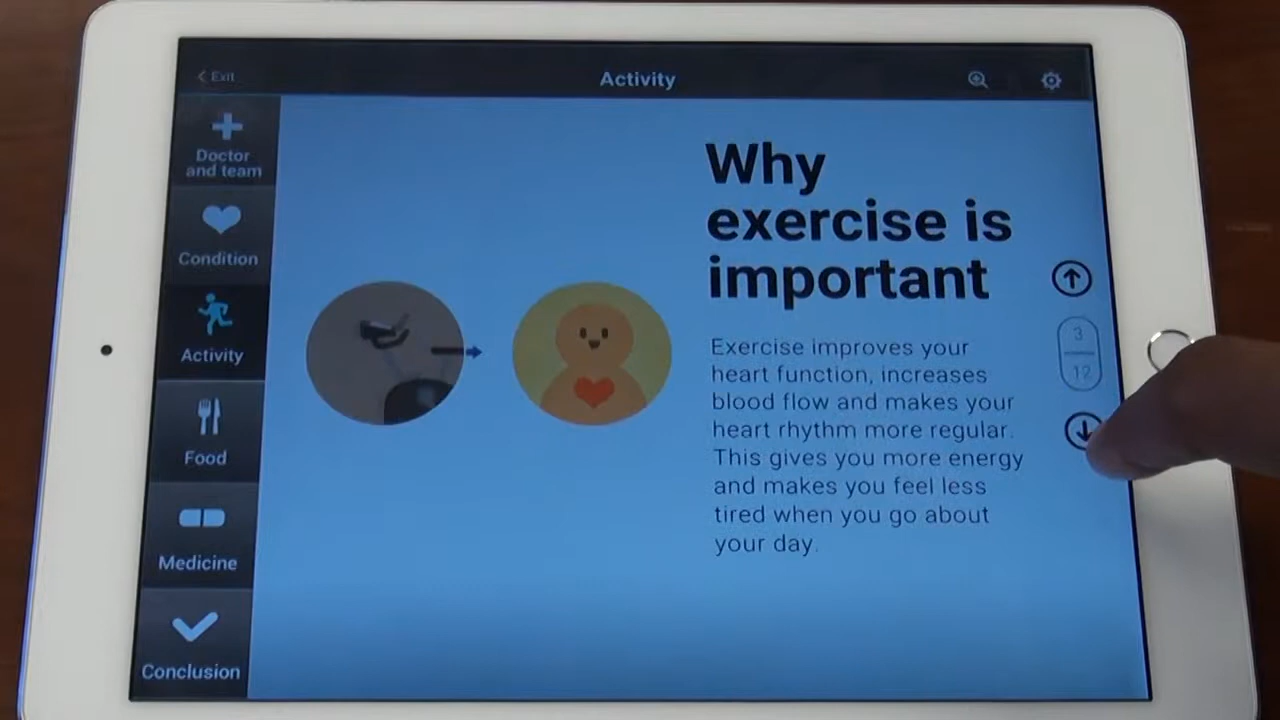 Exit
Activity
Doctor
and team
Condition
Activity
Food
Medicine
Conclusion
Why
exercise is
important
Exercise improves your
heart function, increases
blood flow and makes your
heart rhythm more regular.
This gives you more energy
and makes you feel less
tired when you go about
your day.
3
12